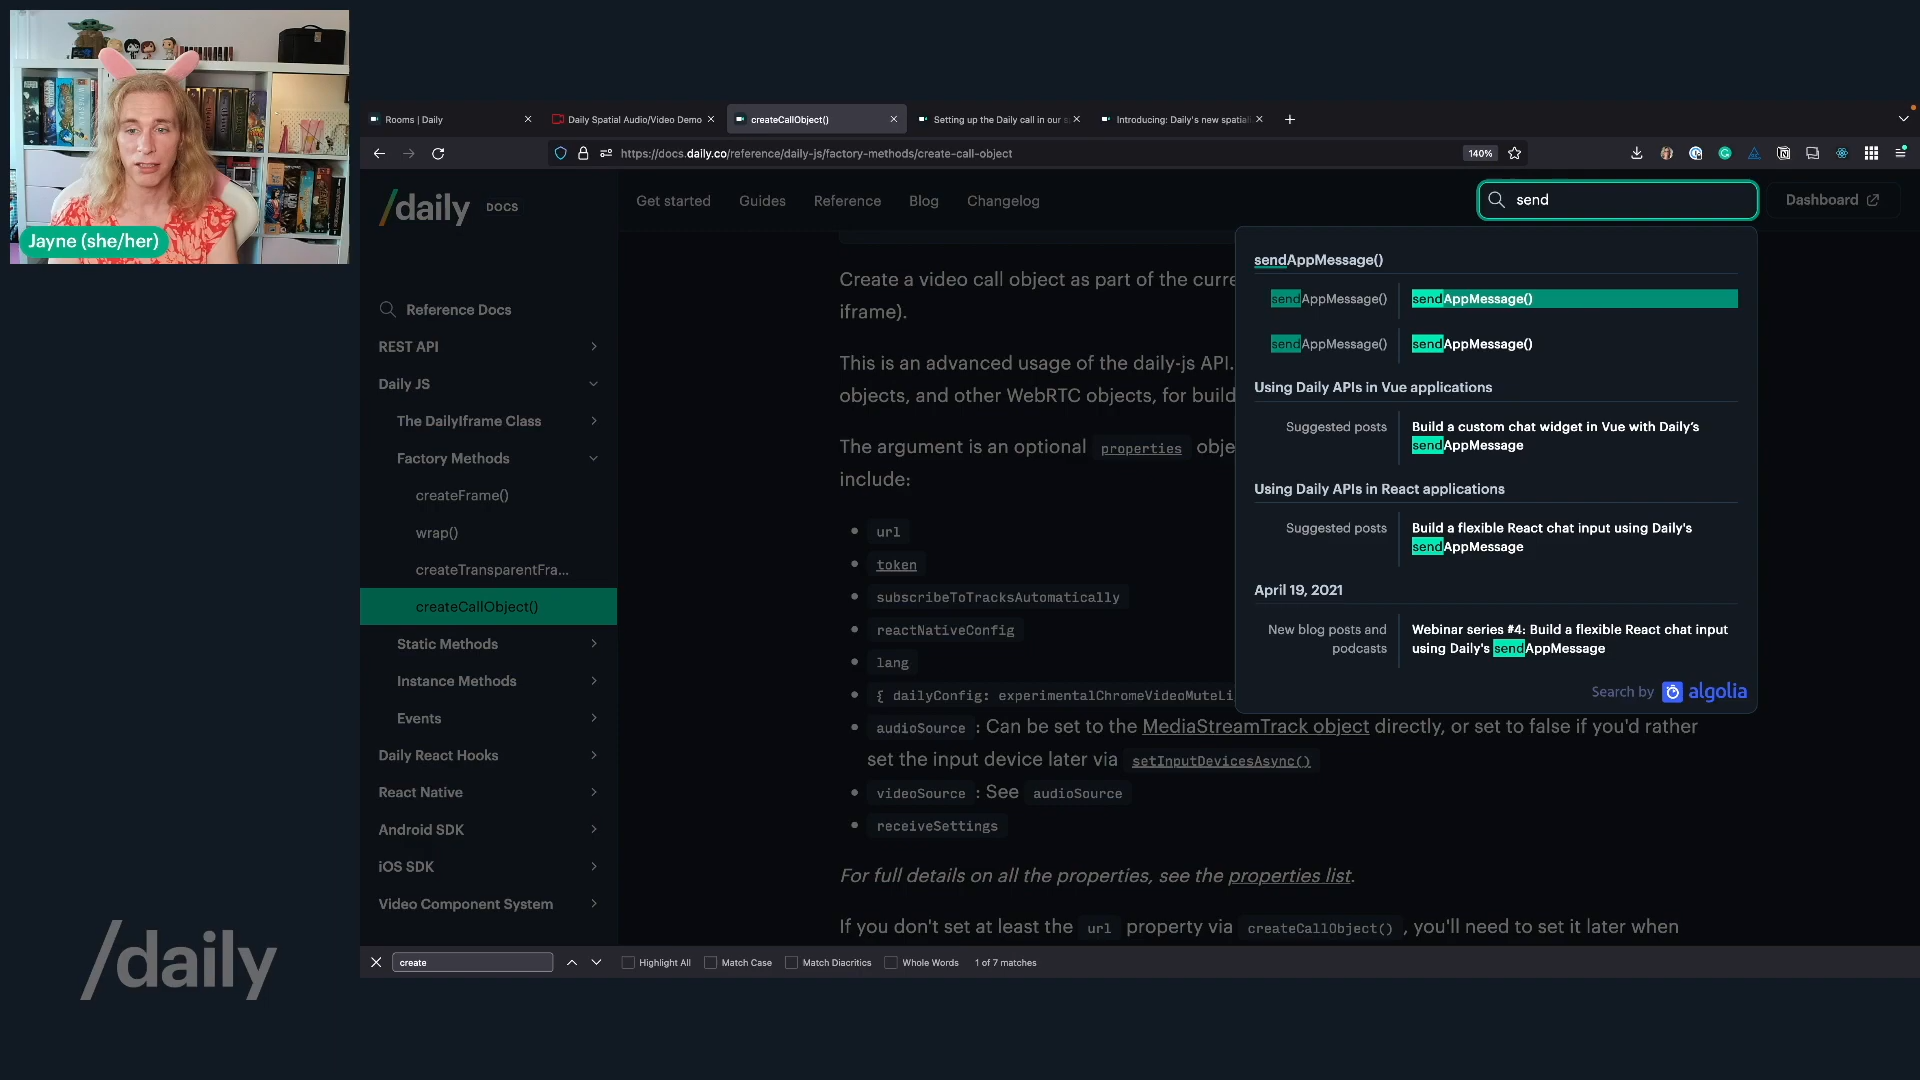 Jayne (she/her)
Rooms | Daily
Daily Spatial Audio/Video Demo
createCallObject()
Setting up the Daily call in our s
Introducing: Daily's new spatial
https://docs.daily.co/reference/daily-js/factory-methods/create-call-object
140%
/daily DOCS
Get started
Guides
Reference
Blog
Changelog
send
Dashboard
Reference Docs
REST API
Daily JS
The DailyIframe Class
Factory Methods
createFrame()
wrap()
createTransparentFra...
createCallObject()
Static Methods
Instance Methods
Events
Daily React Hooks
React Native
Android SDK
iOS SDK
Video Component System
Create a video call object as part of the curre
iframe).
This is an advanced usage of the daily-js API.
objects, and other WebRTC objects, for build
The argument is an optional properties obje
include:
url
token
subscribeToTracksAutomatically
reactNativeConfig
lang
{ dailyConfig: experimentalChromeVideoMuteLi
audioSource : Can be set to the MediaStreamTrack object directly, or set to false if you'd rather
set the input device later via setInputDevicesAsync()
videoSource : See audioSource
receiveSettings
For full details on all the properties, see the properties list.
If you don't set at least the url property via createCallObject() , you'll need to set it later when
sendAppMessage()
sendAppMessage() sendAppMessage()
sendAppMessage() sendAppMessage()
Using Daily APIs in Vue applications
Suggested posts
Build a custom chat widget in Vue with Daily's
sendAppMessage
Using Daily APIs in React applications
Suggested posts
Build a flexible React chat input using Daily's
sendAppMessage
April 19, 2021
New blog posts and
podcasts
Webinar series #4: Build a flexible React chat input
using Daily's sendAppMessage
Search by algolia
create
Highlight All
Match Case
Match Diacritics
Whole Words
1 of 7 matches
/daily